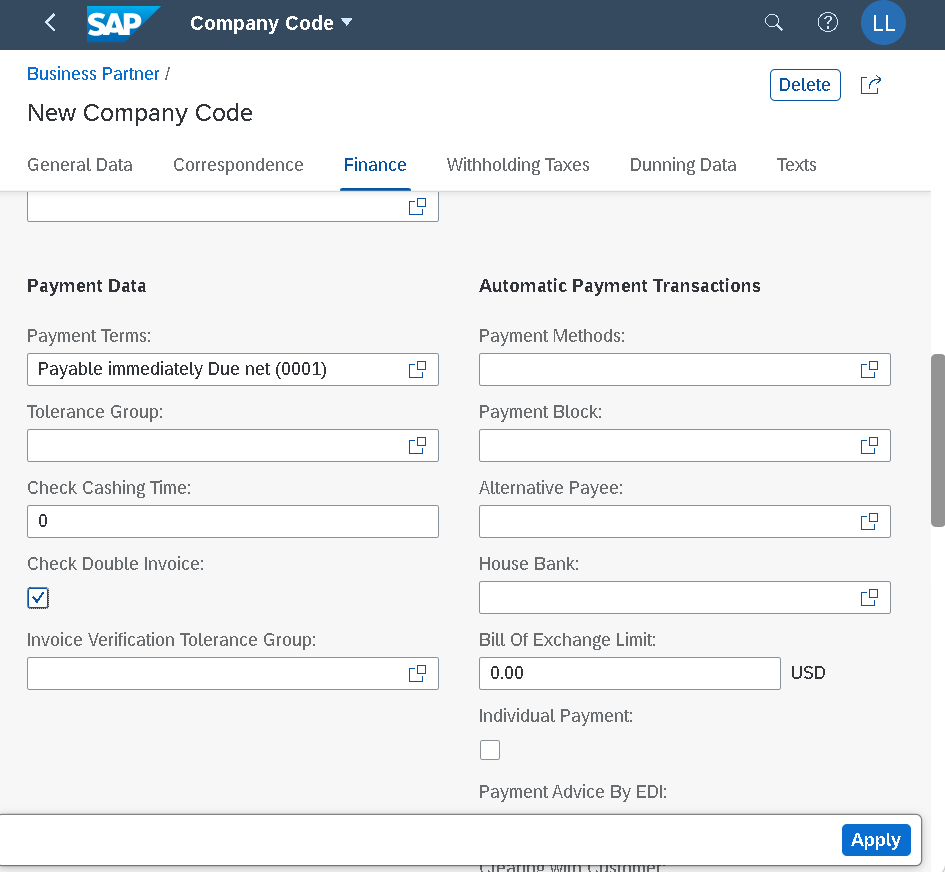 SAP Company Code LL
Business Partner /
Delete
New Company Code
General Data Correspondence Finance Withholding Taxes Dunning Data Texts
Payment Data
Payment Terms:
Payable immediately Due net (0001)
Tolerance Group:
Check Cashing Time:
0
Check Double Invoice:
Invoice Verification Tolerance Group:
Automatic Payment Transactions
Payment Methods:
Payment Block:
Alternative Payee:
House Bank:
Bill Of Exchange Limit:
0.00 USD
Individual Payment:
Payment Advice By EDI:
Clearing with Customer:
Apply